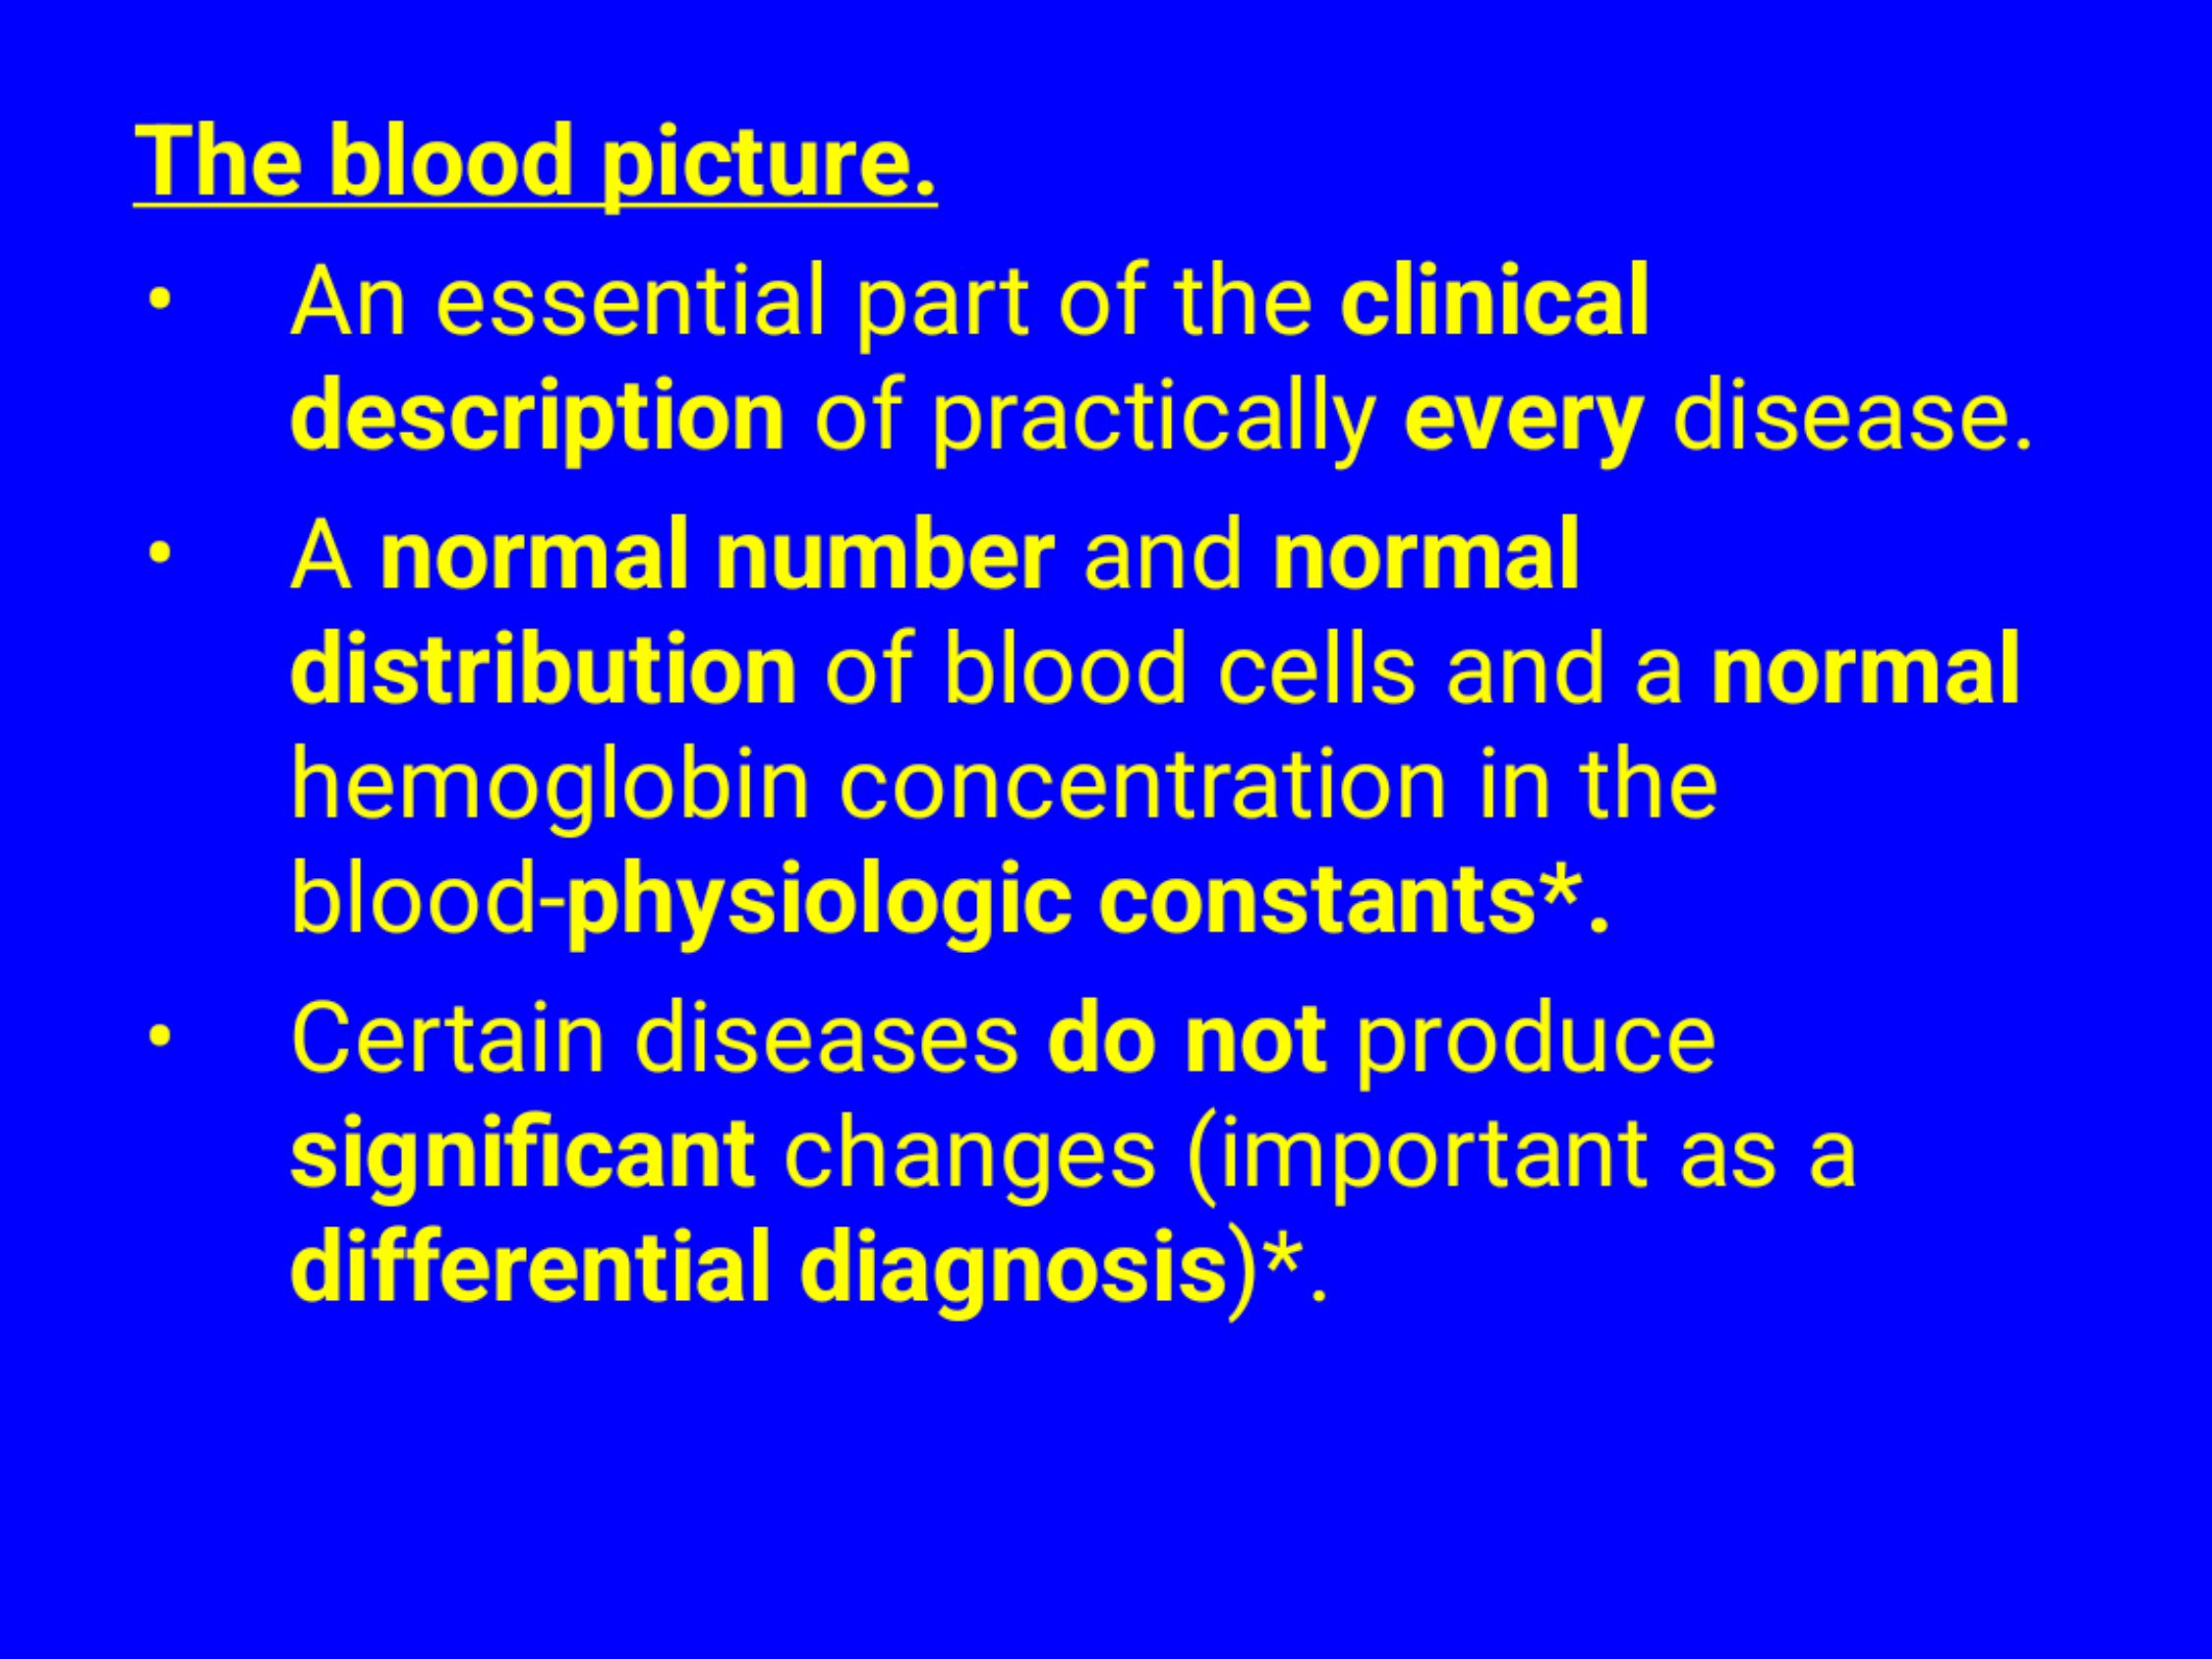 The blood picture.
• An essential part of the clinical
description of practically every disease.
• A normal number and normal
distribution of blood cells and a normal
hemoglobin concentration in the
blood-physiologic constants*.
• Certain diseases do not produce
significant changes (important as a
differential diagnosis)*.